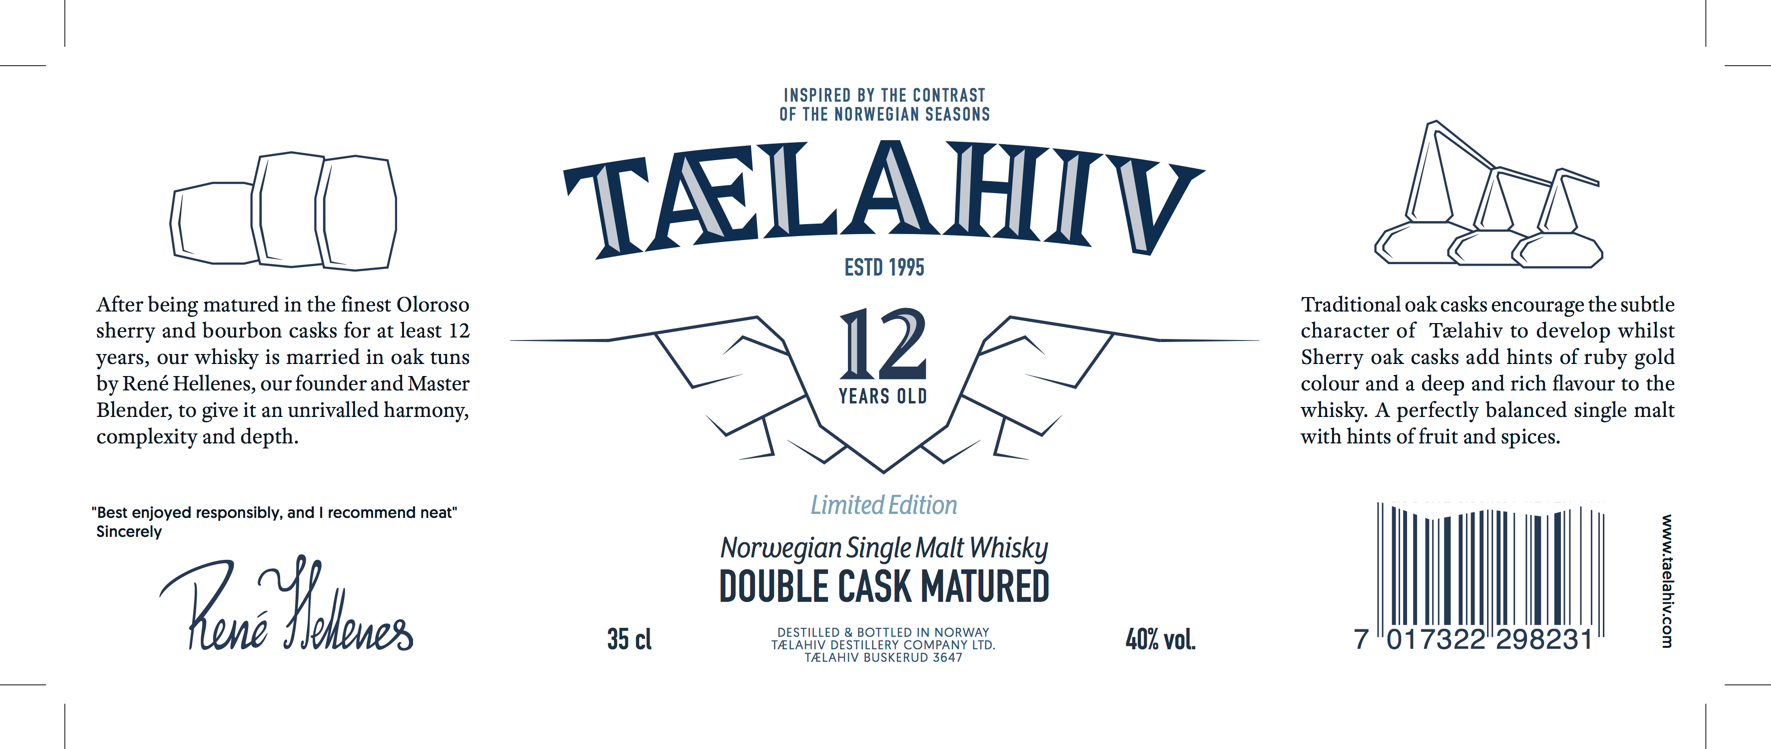 After being matured in the finest Oloroso
sherry and bourbon casks for at least 12
years, our whisky is married in oak tuns
by René Hellenes, our founder and Master
Blender, to give it an unrivalled harmony,
complexity and depth.
"Best enjoyed responsibly, and I recommend neat"
Sincerely
René Hellenes
INSPIRED BY THE CONTRAST
OF THE NORWEGIAN SEASONS
TÆLAHIV
ESTD 1995
12
YEARS OLD
Limited Edition
Norwegian Single Malt Whisky
DOUBLE CASK MATURED
35 cl
DESTILLED & BOTTLED IN NORWAY
TÆLAHIV DESTILLERY COMPANY LTD.
TÆLAHIV BUSKERUD 3647
40% vol.
Traditional oak casks encourage the subtle
character of Tælahiv to develop whilst
Sherry oak casks add hints of ruby gold
colour and a deep and rich flavour to the
whisky. A perfectly balanced single malt
with hints of fruit and spices.
7 017322 298231
www.taelahiv.com